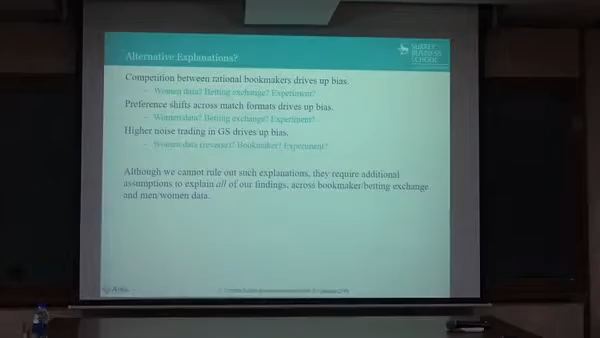 Alternative Explanations?
SURREY
BUSINESS
SCHOOL
Competition between rational bookmakers drives up bias.
– Women data? Betting exchange? Experiment?
Preference shifts across match formats drives up bias.
– Women data? Betting exchange? Experiment?
Higher noise trading in GS drives up bias.
– Women data (reverse)? Bookmaker? Experiment?
Although we cannot rule out such explanations, they require additional
assumptions to explain all of our findings, across bookmaker/betting exchange
and men/women data.